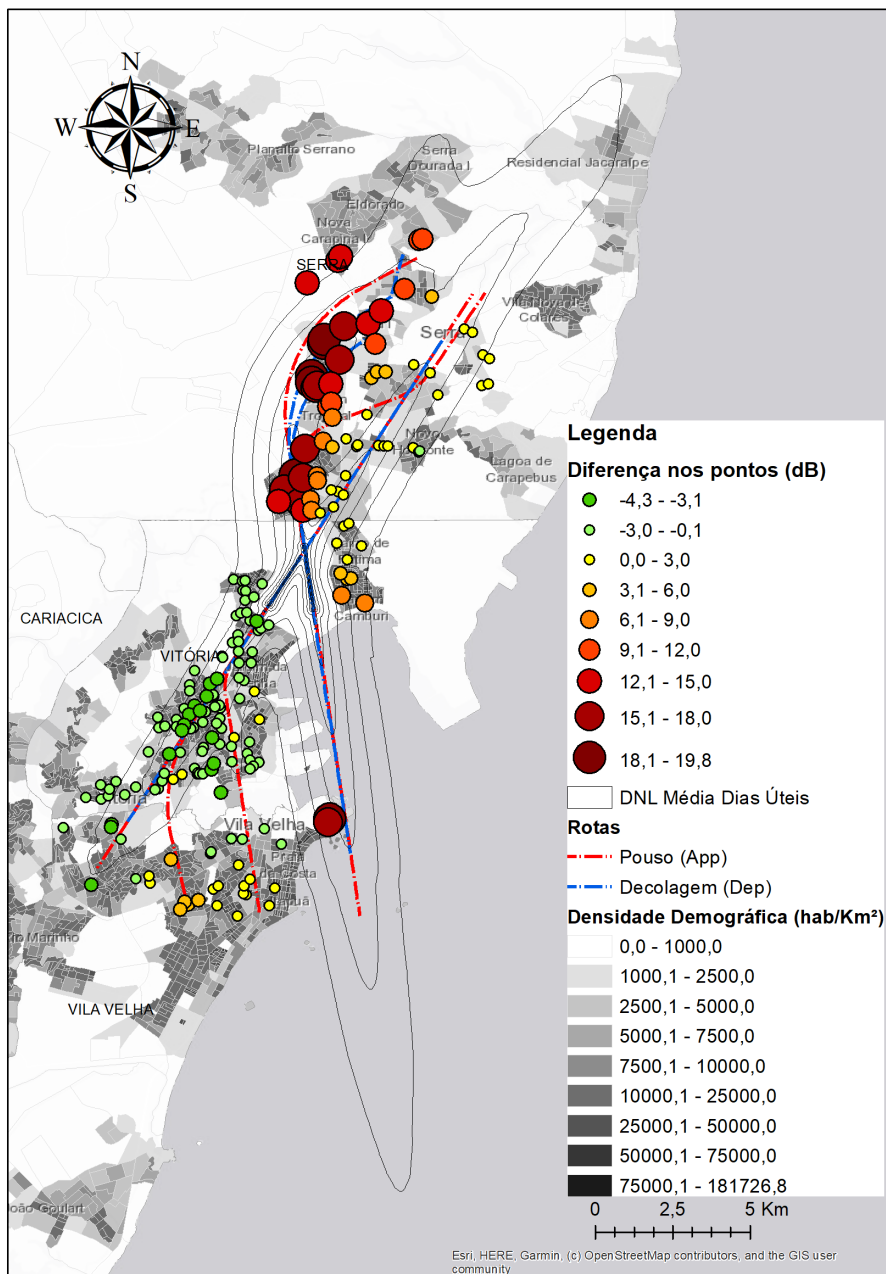 N
W
E
S
Planalto Serrano
Serra
Dourada I
Residencial Jacaraípe
Eldorado
Nova
Carapina I
SERRA
Vila Nova de
Colares
Serra
Novo
Horizonte
Lagoa de
Carapebus
Camburi
CARIACICA
VITÓRIA
Vila Velha
Praia
da Costa
VILA VELHA
João Goulart
Legenda
Diferença nos pontos (dB)
-4,3 - -3,1
-3,0 - -0,1
0,0 - 3,0
3,1 - 6,0
6,1 - 9,0
9,1 - 12,0
12,1 - 15,0
15,1 - 18,0
18,1 - 19,8
DNL Média Dias Úteis
Rotas
Pouso (App)
Decolagem (Dep)
Densidade Demográfica (hab/Km²)
0,0 - 1000,0
1000,1 - 2500,0
2500,1 - 5000,0
5000,1 - 7500,0
7500,1 - 10000,0
10000,1 - 25000,0
25000,1 - 50000,0
50000,1 - 75000,0
75000,1 - 181726,8
0 2,5 5 Km
Esri, HERE, Garmin, (c) OpenStreetMap contributors, and the GIS user
community